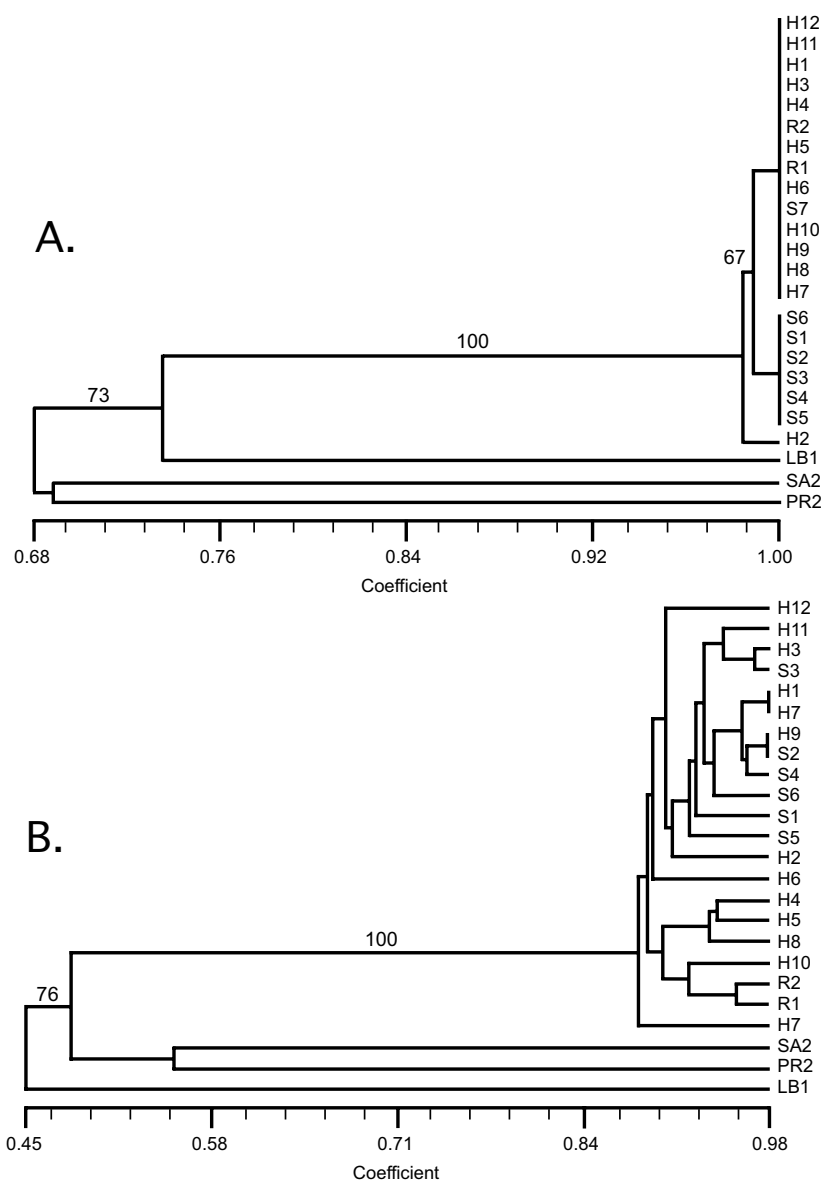 H12
H11
H1
H3
H4
R2
H5
R1
H6
S7
H10
H9
H8
H7
S6
S1
S2
S3
S4
S5
H2
LB1
SA2
PR2
A.
67
100
73
0.68 0.76 0.84 0.92 1.00
Coefficient
H12
H11
H3
S3
H1
H7
H9
S2
S4
S6
S1
S5
H2
H6
H4
H5
H8
H10
R2
R1
H7
SA2
PR2
LB1
B.
100
76
0.45 0.58 0.71 0.84 0.98
Coefficient